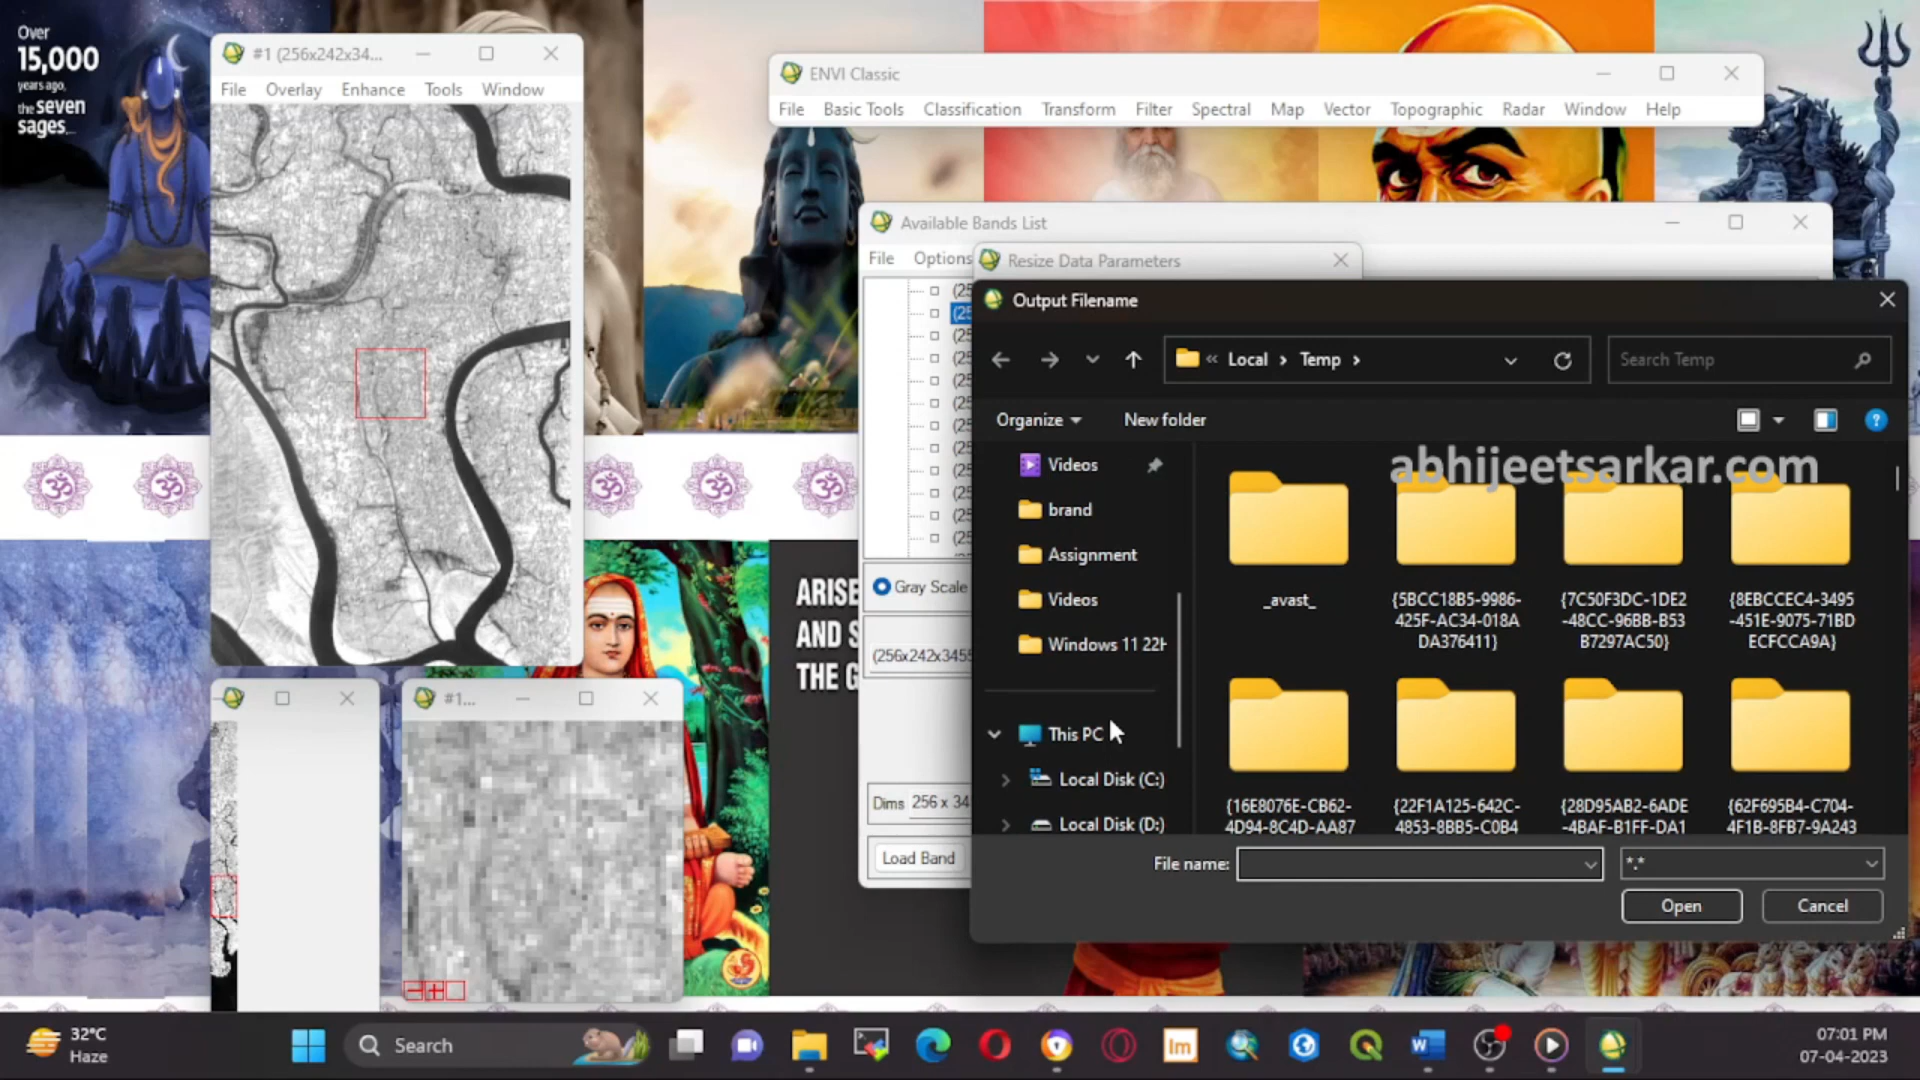 Over
15,000
years ago,
the seven
sages,...
#1 (256x242x34...
File Overlay Enhance Tools Window
ENVI Classic
File Basic Tools Classification Transform Filter Spectral Map Vector Topographic Radar Window Help
Available Bands List
File Options
Resize Data Parameters
Output Filename
« Local › Temp ›
Search Temp
Organize New folder
abhijeetsarkar.com
Videos
brand
Assignment
Videos
Windows 11 22H
This PC
Local Disk (C:)
Local Disk (D:)
_avast_
{5BCC18B5-9986-
425F-AC34-018A
DA376411}
{7C50F3DC-1DE2
-48CC-96BB-B53
B7297AC50}
{8EBCCEC4-3495
-451E-9075-71BD
ECFCCA9A}
{16E8076E-CB62-
4D94-8C4D-AA87
{22F1A125-642C-
4853-8BB5-C0B4
{28D95AB2-6ADE
-4BAF-B1FF-DA1
{62F695B4-C704-
4F1B-8FB7-9A243
File name:
*.*
Open Cancel
Gray Scale
(256x242x3455
Dims 256 x 34
Load Band
ARISE
AND S
THE G
#1...
32°C
Haze
Search
07:01 PM
07-04-2023